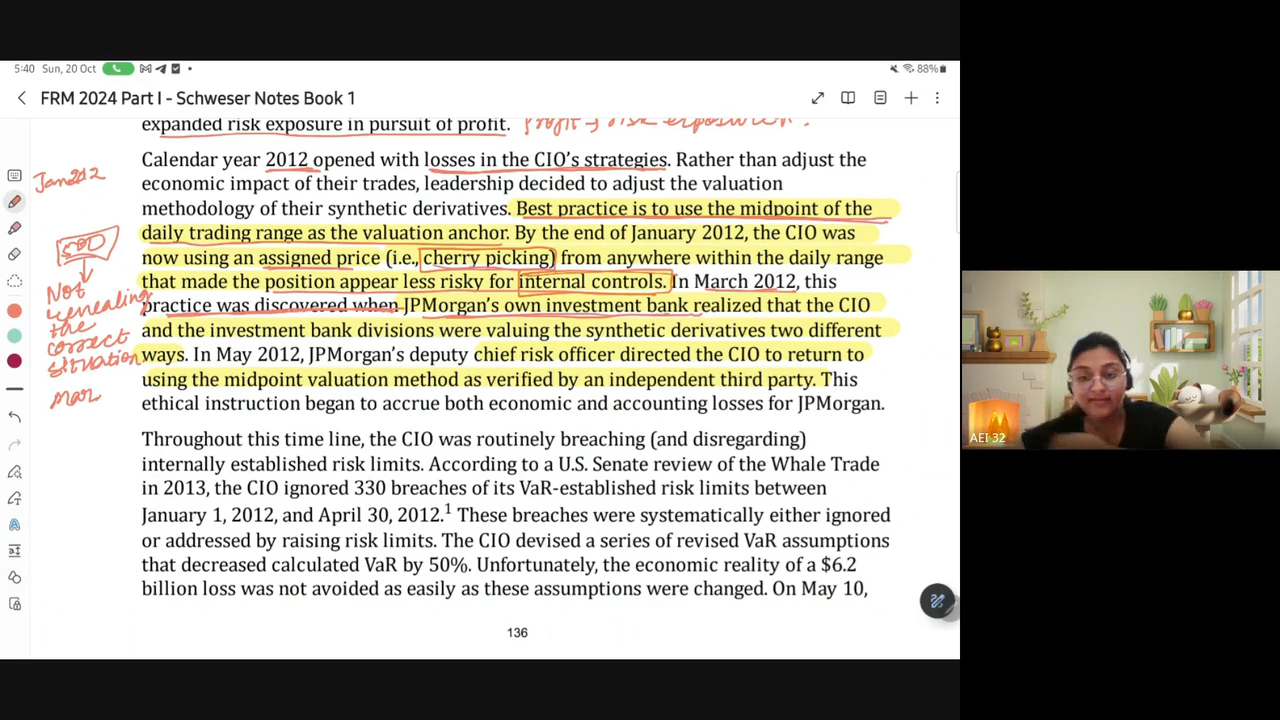 5:40 Sun, 20 Oct 88%
FRM 2024 Part I - Schweser Notes Book 1
expanded risk exposure in pursuit of profit. profit → risk exposure
Calendar year 2012 opened with losses in the CIO's strategies. Rather than adjust the
Jan 2012
economic impact of their trades, leadership decided to adjust the valuation
methodology of their synthetic derivatives. Best practice is to use the midpoint of the
daily trading range as the valuation anchor. By the end of January 2012, the CIO was
now using an assigned price (i.e., cherry picking) from anywhere within the daily range
that made the position appear less risky for internal controls. In March 2012, this
practice was discovered when JPMorgan's own investment bank realized that the CIO
and the investment bank divisions were valuing the synthetic derivatives two different
ways. In May 2012, JPMorgan's deputy chief risk officer directed the CIO to return to
using the midpoint valuation method as verified by an independent third party. This
ethical instruction began to accrue both economic and accounting losses for JPMorgan.
Not
revealing
the
correct
situation
mar
Throughout this time line, the CIO was routinely breaching (and disregarding)
internally established risk limits. According to a U.S. Senate review of the Whale Trade
in 2013, the CIO ignored 330 breaches of its VaR-established risk limits between
January 1, 2012, and April 30, 2012.1 These breaches were systematically either ignored
or addressed by raising risk limits. The CIO devised a series of revised VaR assumptions
that decreased calculated VaR by 50%. Unfortunately, the economic reality of a $6.2
billion loss was not avoided as easily as these assumptions were changed. On May 10,
136
AEI 32